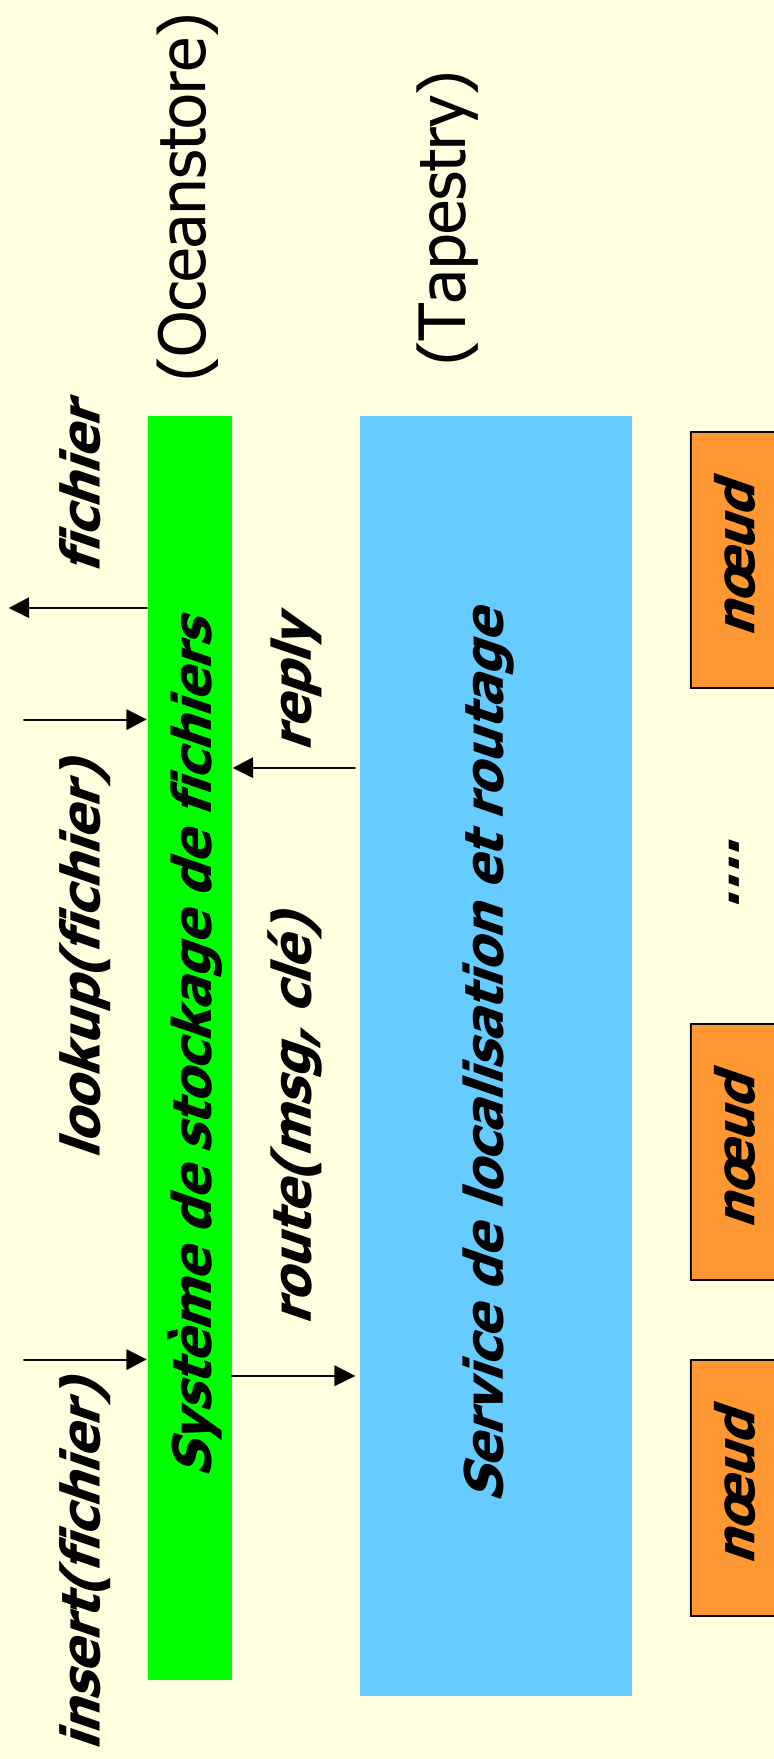 insert(fichier)
lookup(fichier)
fichier
Système de stockage de fichiers
(Oceanstore)
route(msg, clé)
reply
Service de localisation et routage
(Tapestry)
nœud
nœud
....
nœud